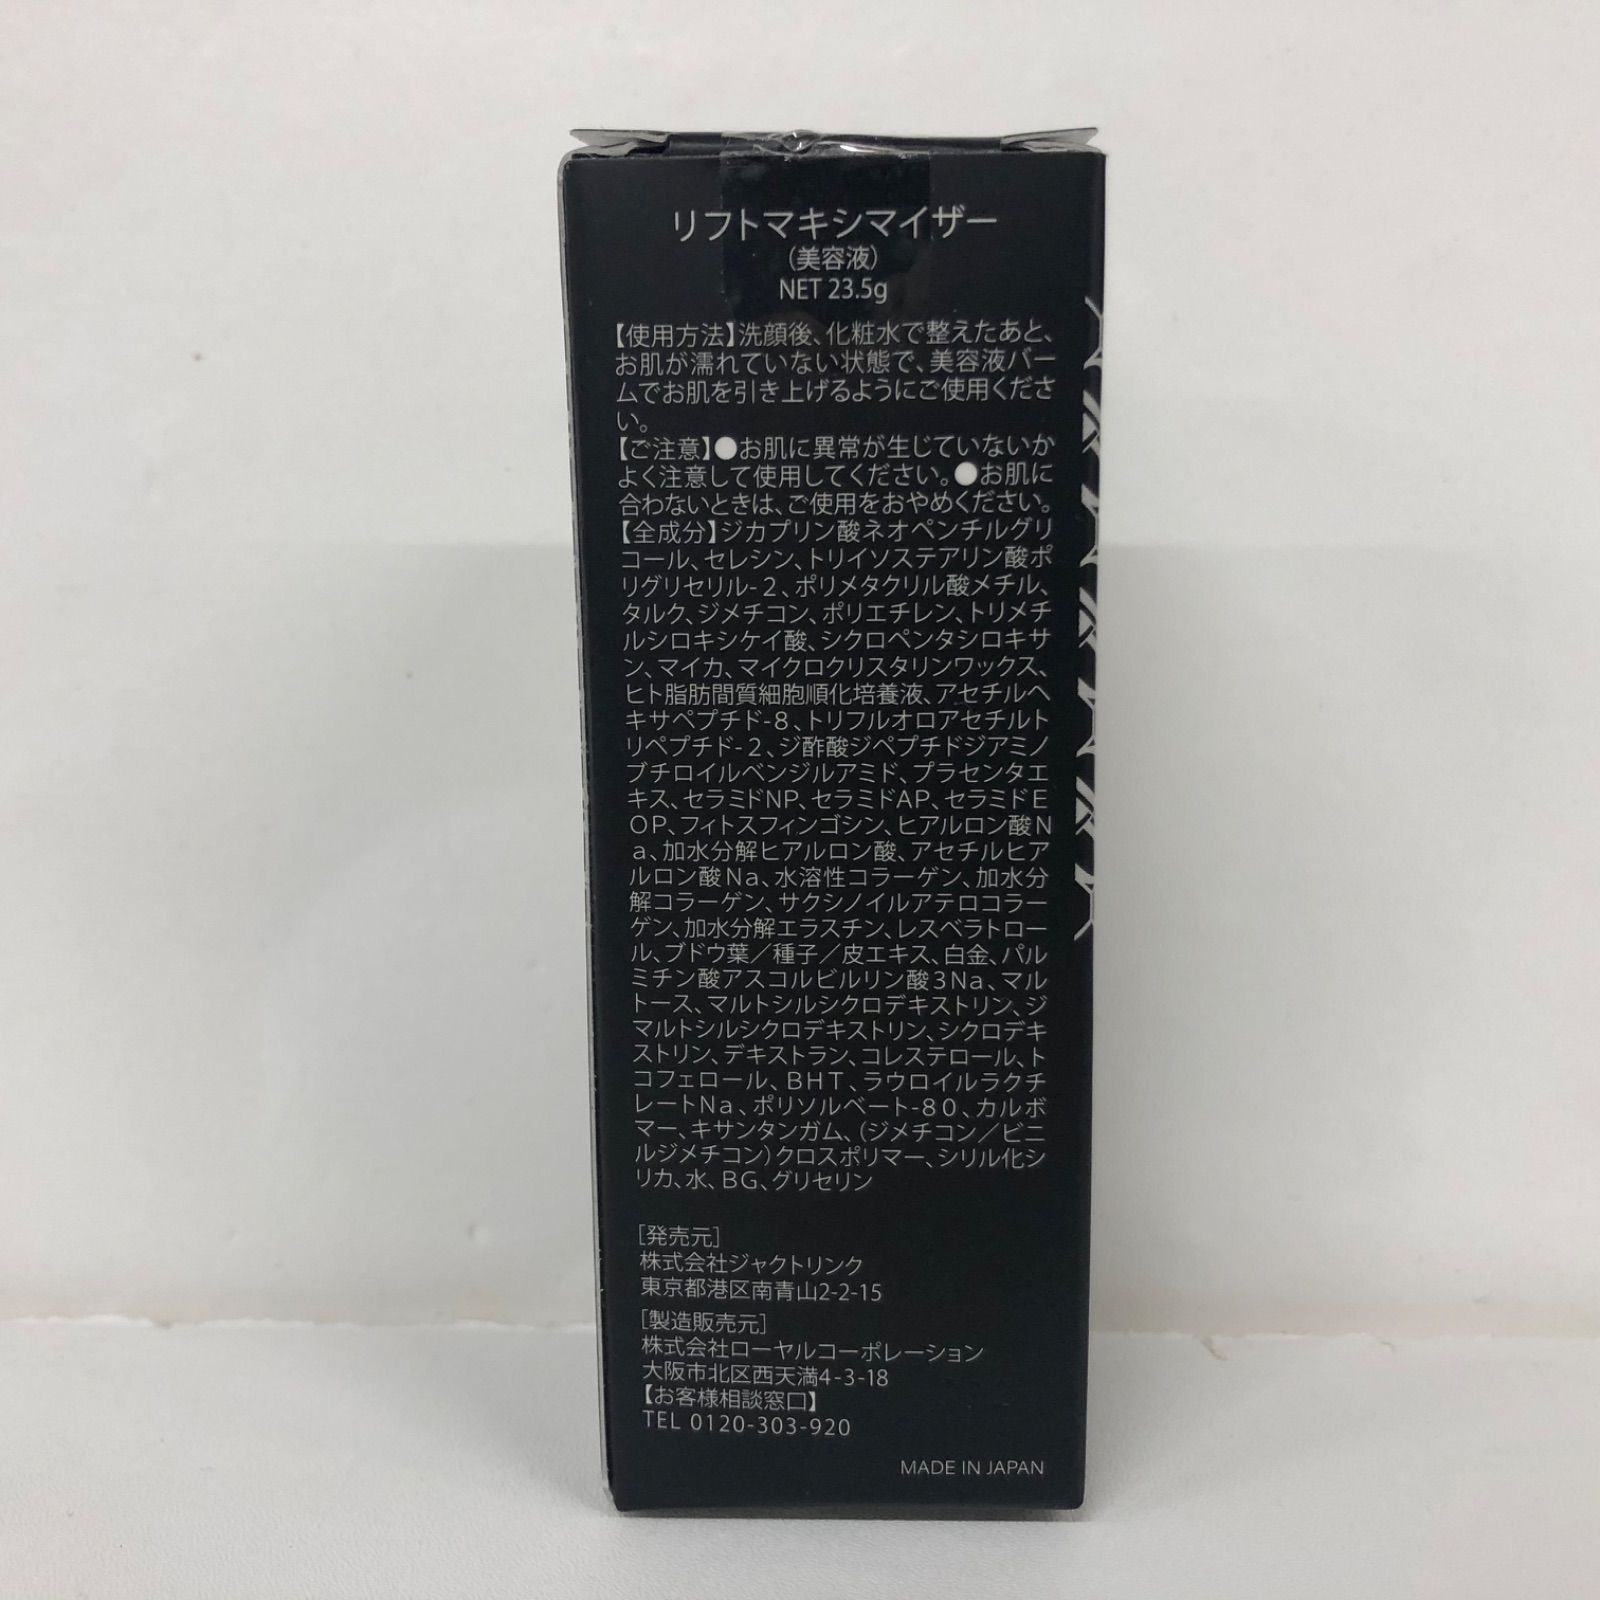 リフトマキシマイザー
（美容液）
NET 23.5g
【使用方法】洗顔後、化粧水で整えたあと、
お肌が濡れていない状態で、美容液バー
ムでお肌を引き上げるようにご使用くださ
い。
【ご注意】●お肌に異常が生じていないか
よく注意して使用してください。●お肌に
合わないときは、ご使用をおやめください。
【全成分】ジカプリン酸ネオペンチルグリ
コール、セレシン、トリイソステアリン酸ポ
リグリセリル-２、ポリメタクリル酸メチル、
タルク、ジメチコン、ポリエチレン、トリメチ
ルシロキシケイ酸、シクロペンタシロキサ
ン、マイカ、マイクロクリスタリンワックス、
ヒト脂肪間質細胞順化培養液、アセチルヘ
キサペプチド-８、トリフルオロアセチルト
リペプチド-２、ジ酢酸ジペプチドジアミノ
ブチロイルベンジルアミド、プラセンタエ
キス、セラミドNP、セラミドAP、セラミドE
OP、フィトスフィンゴシン、ヒアルロン酸N
a、加水分解ヒアルロン酸、アセチルヒア
ルロン酸Na、水溶性コラーゲン、加水分
解コラーゲン、サクシノイルアテロコラー
ゲン、加水分解エラスチン、レスベラトロー
ル、ブドウ葉／種子／皮エキス、白金、パル
ミチン酸アスコルビルリン酸3Na、マル
トース、マルトシルシクロデキストリン、ジ
マルトシルシクロデキストリン、シクロデキ
ストリン、デキストラン、コレステロール、ト
コフェロール、BHT、ラウロイルラクチ
レートNa、ポリソルベート-80、カルボ
マー、キサンタンガム、（ジメチコン／ビニ
ルジメチコン）クロスポリマー、シリル化シ
リカ、水、BG、グリセリン
［発売元］
株式会社ジャクトリンク
東京都港区南青山2-2-15
［製造販売元］
株式会社ローヤルコーポレーション
大阪市北区西天満4-3-18
【お客様相談窓口】
TEL 0120-303-920
MADE IN JAPAN